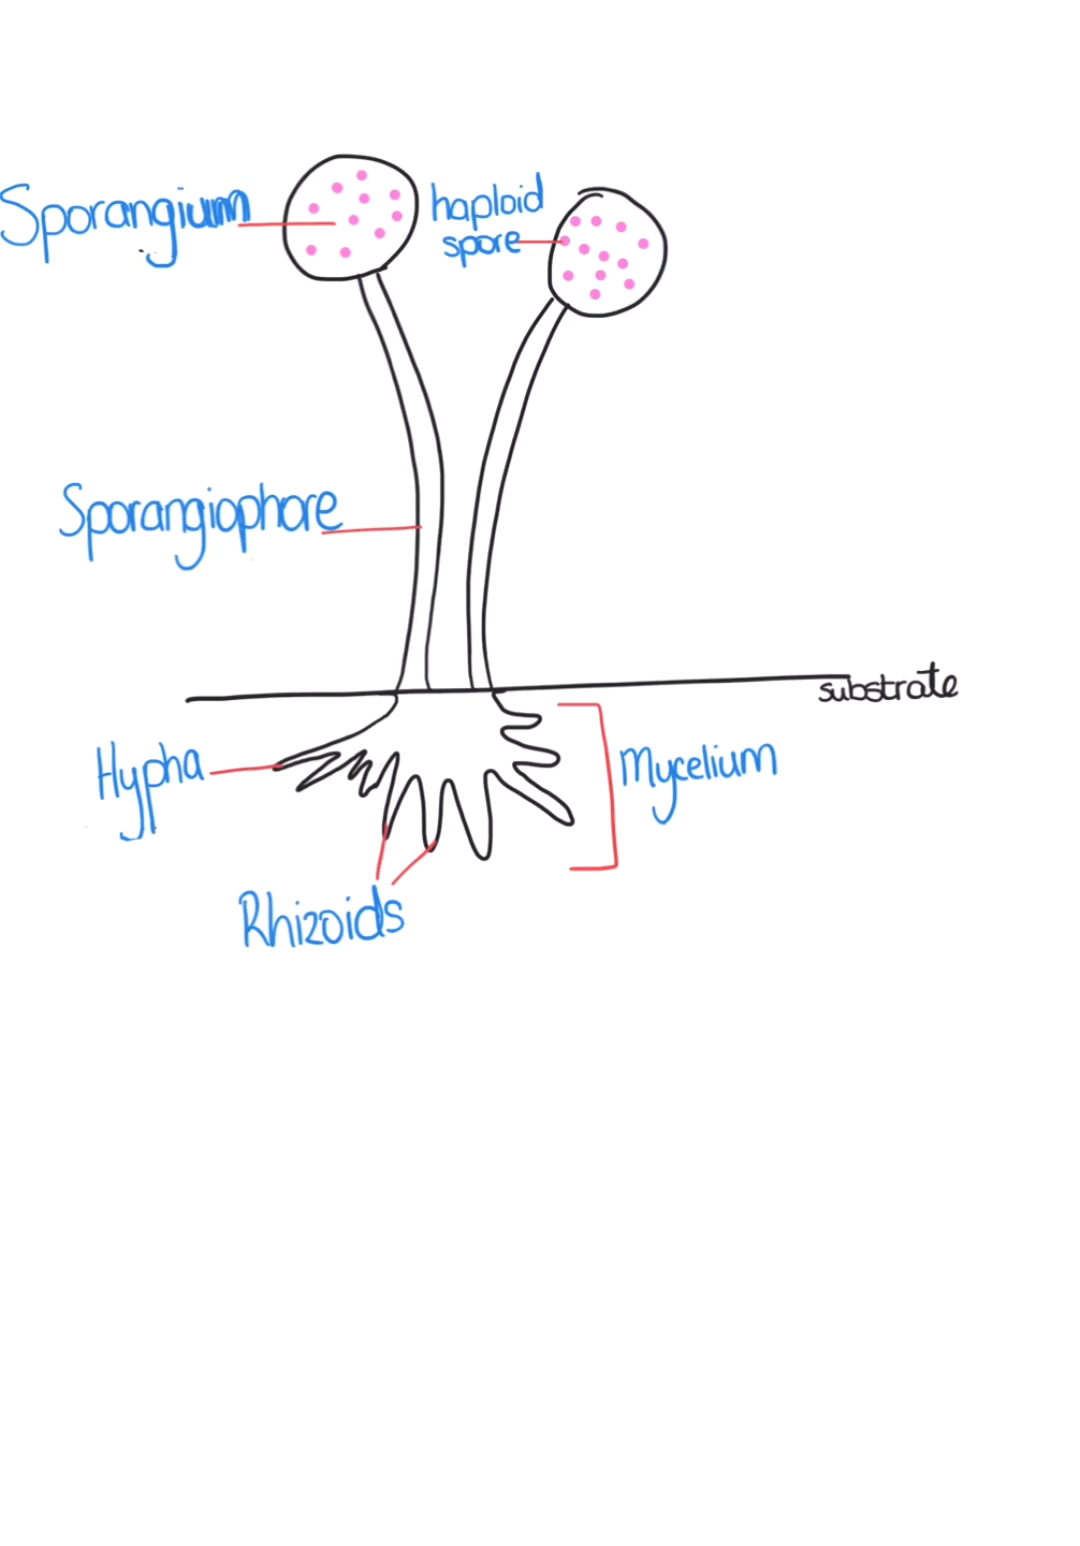 Sporangium
haploid
spore
Sporangiophore
substrate
Hypha
Mycelium
Rhizoids